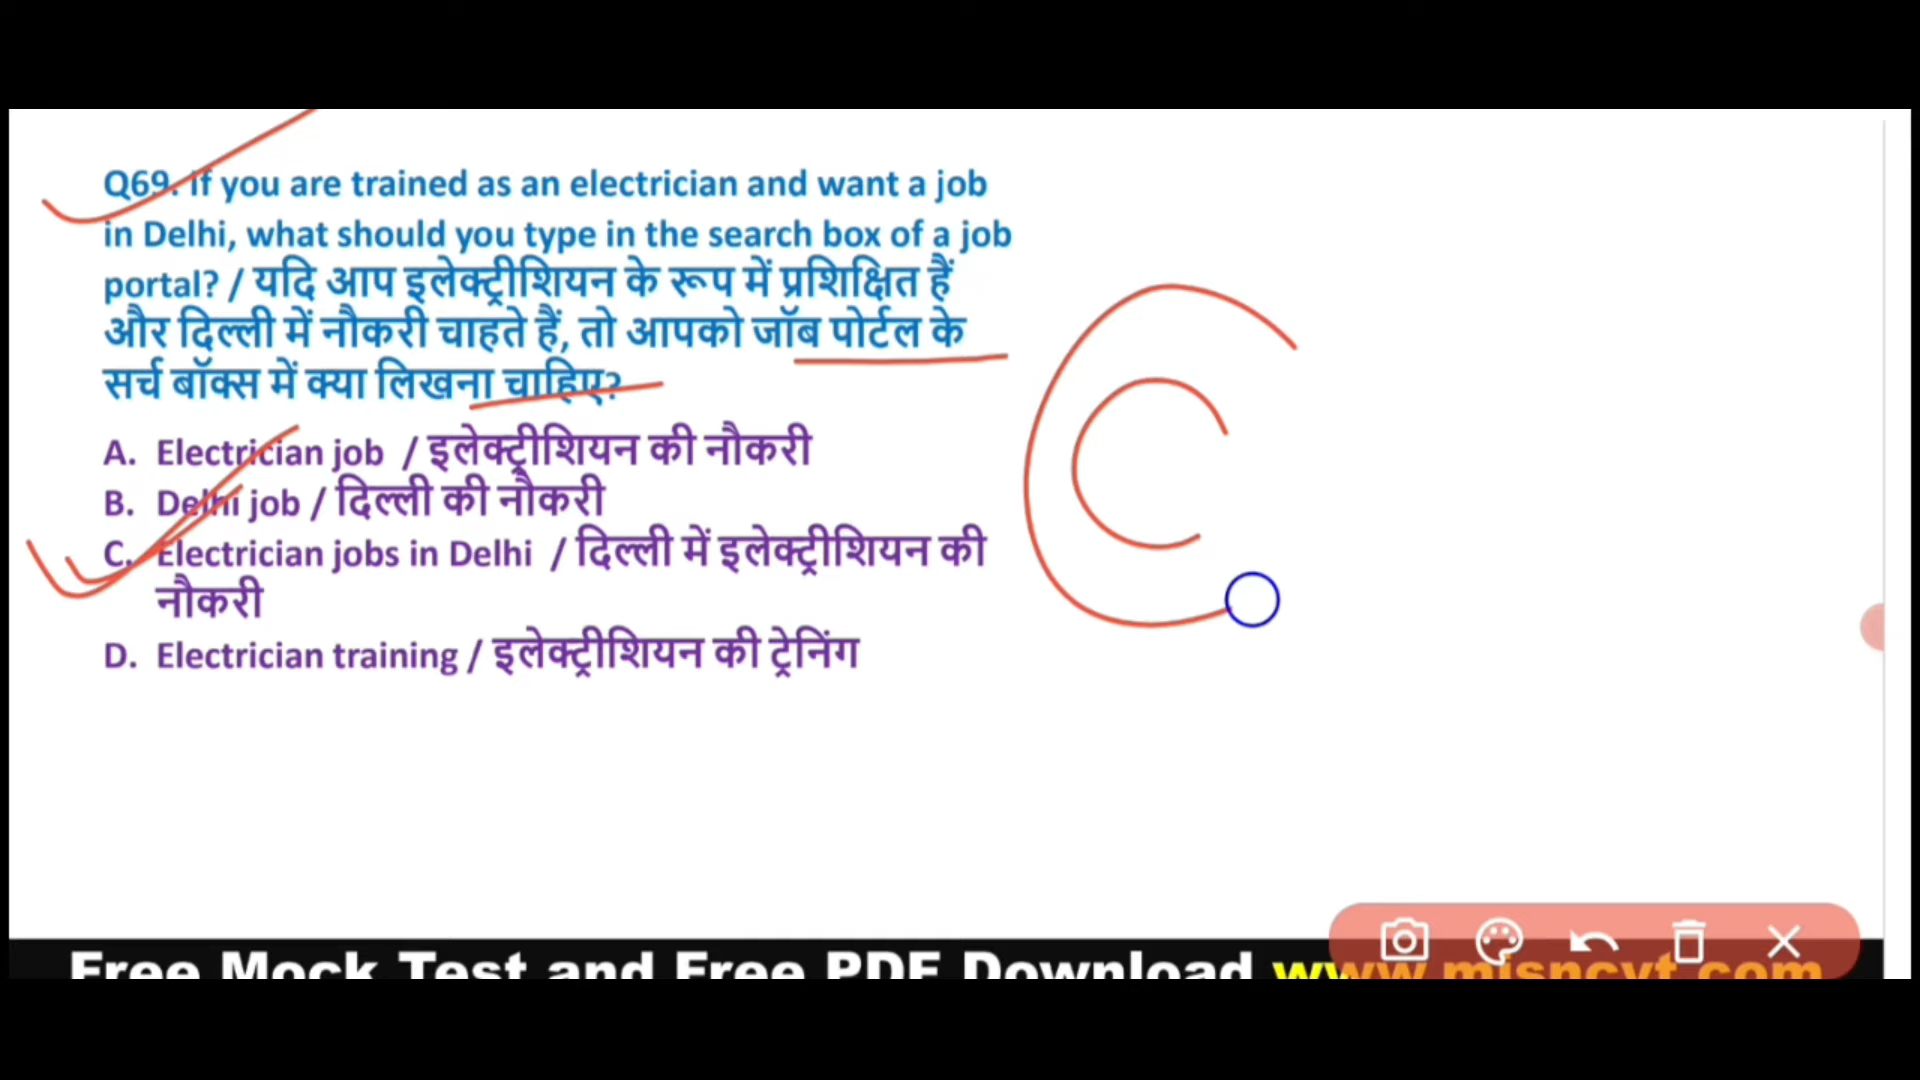 Q69. If you are trained as an electrician and want a job
in Delhi, what should you type in the search box of a job
portal? / यदि आप इलेक्ट्रीशियन के रूप में प्रशिक्षित हैं
और दिल्ली में नौकरी चाहते हैं, तो आपको जॉब पोर्टल के
सर्च बॉक्स में क्या लिखना चाहिए?
A. Electrician job / इलेक्ट्रीशियन की नौकरी
B. Delhi job / दिल्ली की नौकरी
C. Electrician jobs in Delhi / दिल्ली में इलेक्ट्रीशियन की
नौकरी
D. Electrician training / इलेक्ट्रीशियन की ट्रेनिंग
C
Free Mock Test and Free PDF Download www.misncvt.com